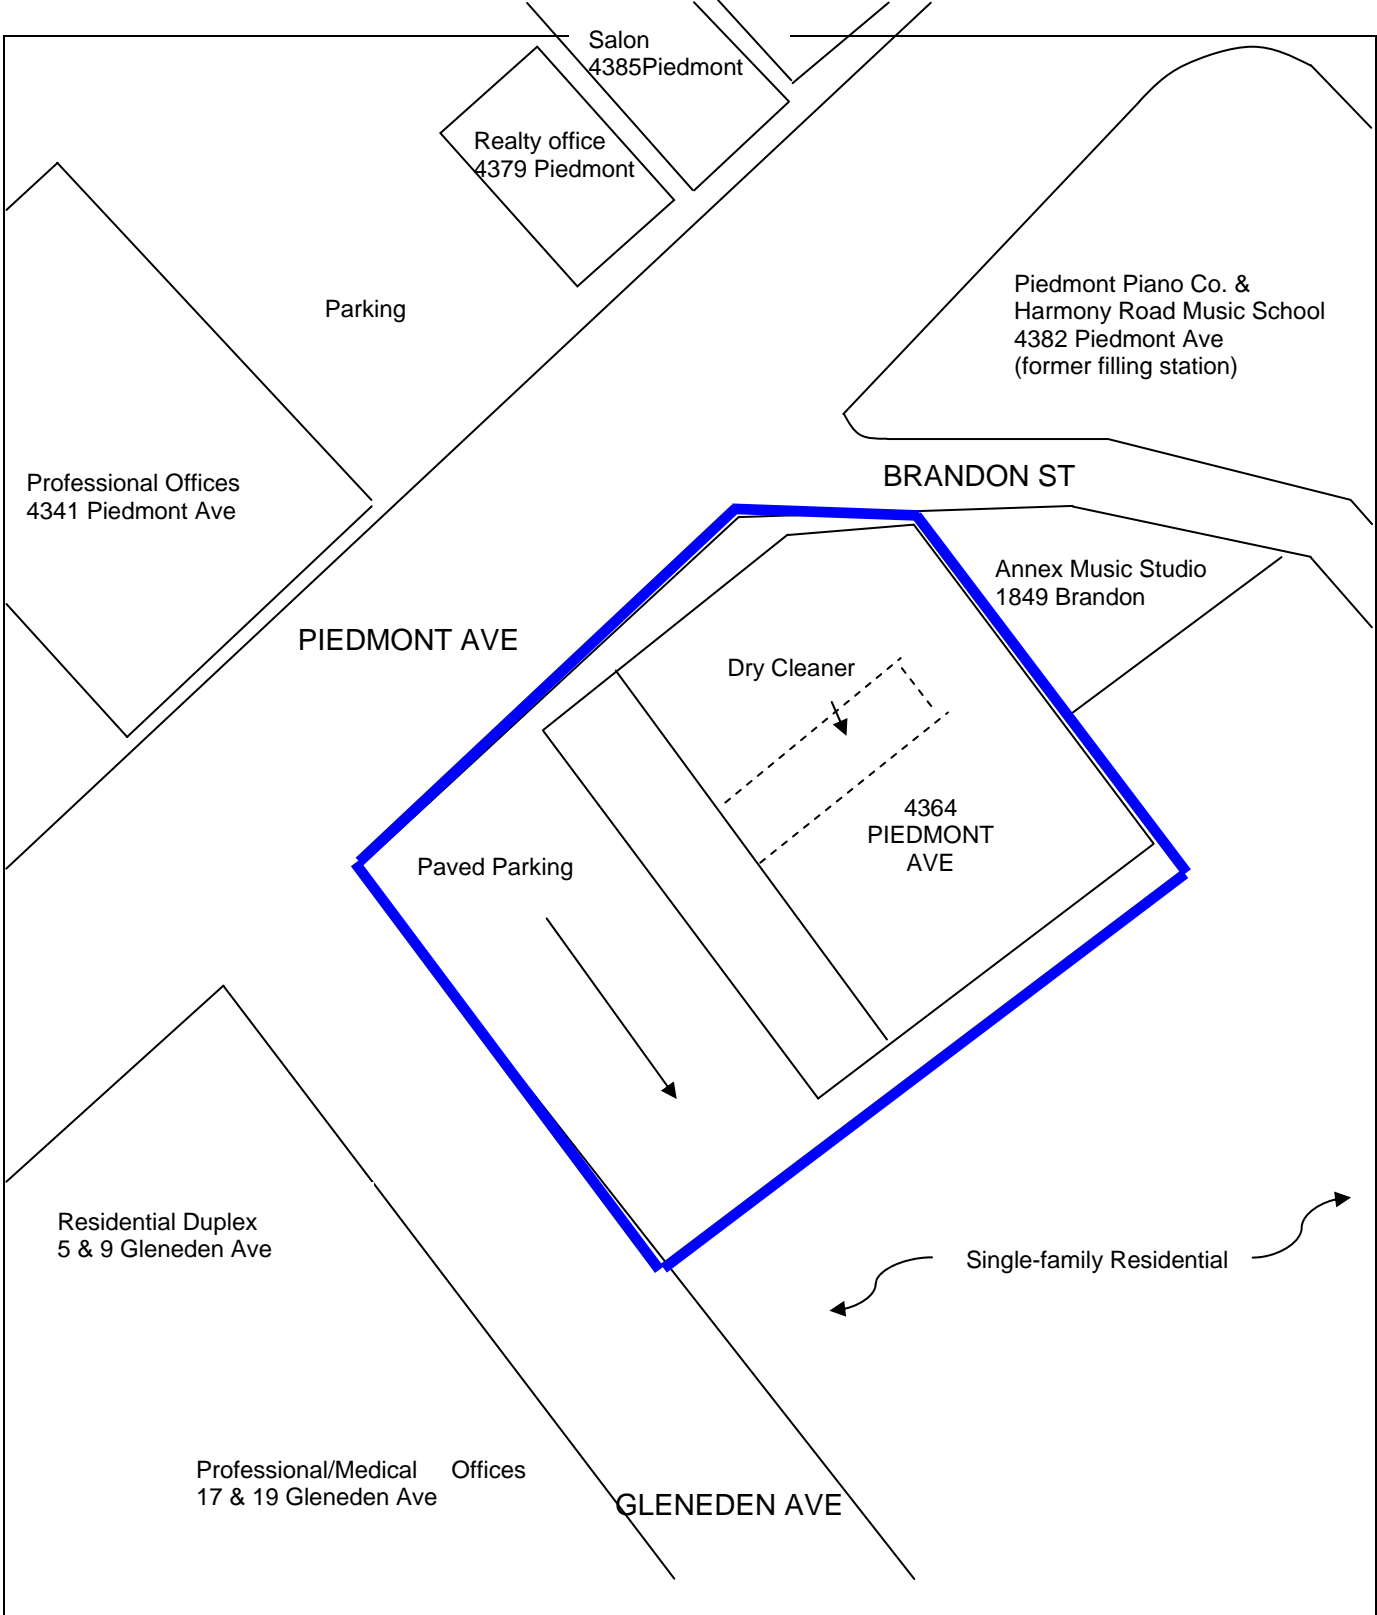 Salon
4385Piedmont
Realty office
4379 Piedmont
Parking
Piedmont Piano Co. &
Harmony Road Music School
4382 Piedmont Ave
(former filling station)
Professional Offices
4341 Piedmont Ave
BRANDON ST
Annex Music Studio
1849 Brandon
PIEDMONT AVE
Dry Cleaner
4364
PIEDMONT
AVE
Paved Parking
Residential Duplex
5 & 9 Gleneden Ave
Single-family Residential
Professional/Medical Offices
17 & 19 Gleneden Ave
GLENEDEN AVE